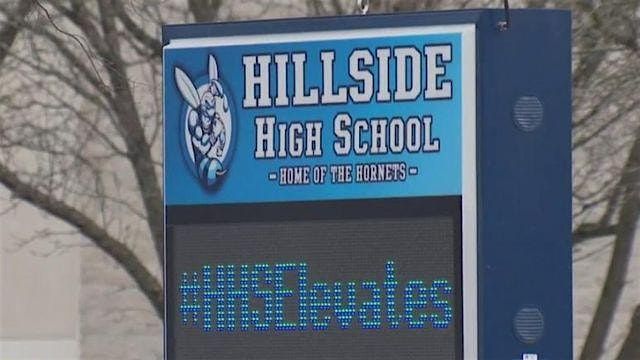 HILLSIDE
HIGH SCHOOL
- HOME OF THE HORNETS -
#HHSElevates